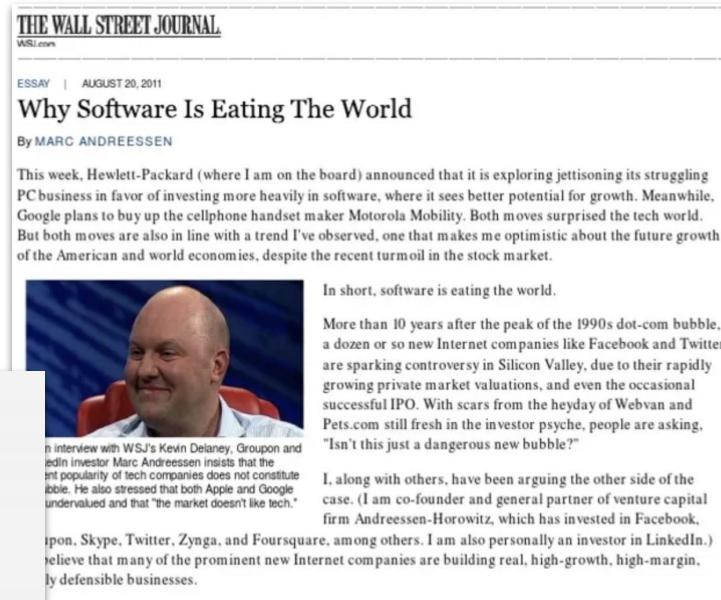 THE WALL STREET JOURNAL.
WSJ.com
ESSAY | AUGUST 20, 2011
Why Software Is Eating The World
By MARC ANDREESSEN
This week, Hewlett-Packard (where I am on the board) announced that it is exploring jettisoning its struggling
PC business in favor of investing more heavily in software, where it sees better potential for growth. Meanwhile,
Google plans to buy up the cellphone handset maker Motorola Mobility. Both moves surprised the tech world.
But both moves are also in line with a trend I've observed, one that makes me optimistic about the future growth
of the American and world economies, despite the recent turmoil in the stock market.
In short, software is eating the world.
More than 10 years after the peak of the 1990s dot-com bubble,
a dozen or so new Internet companies like Facebook and Twitter
are sparking controversy in Silicon Valley, due to their rapidly
growing private market valuations, and even the occasional
successful IPO. With scars from the heyday of Webvan and
Pets.com still fresh in the investor psyche, people are asking,
"Isn't this just a dangerous new bubble?"
n interview with WSJ's Kevin Delaney, Groupon and
edIn investor Marc Andreessen insists that the
ent popularity of tech companies does not constitute
bble. He also stressed that both Apple and Google
undervalued and that "the market doesn't like tech."
I, along with others, have been arguing the other side of the
case. (I am co-founder and general partner of venture capital
firm Andreessen-Horowitz, which has invested in Facebook,
upon, Skype, Twitter, Zynga, and Foursquare, among others. I am also personally an investor in LinkedIn.)
elieve that many of the prominent new Internet companies are building real, high-growth, high-margin,
ly defensible businesses.